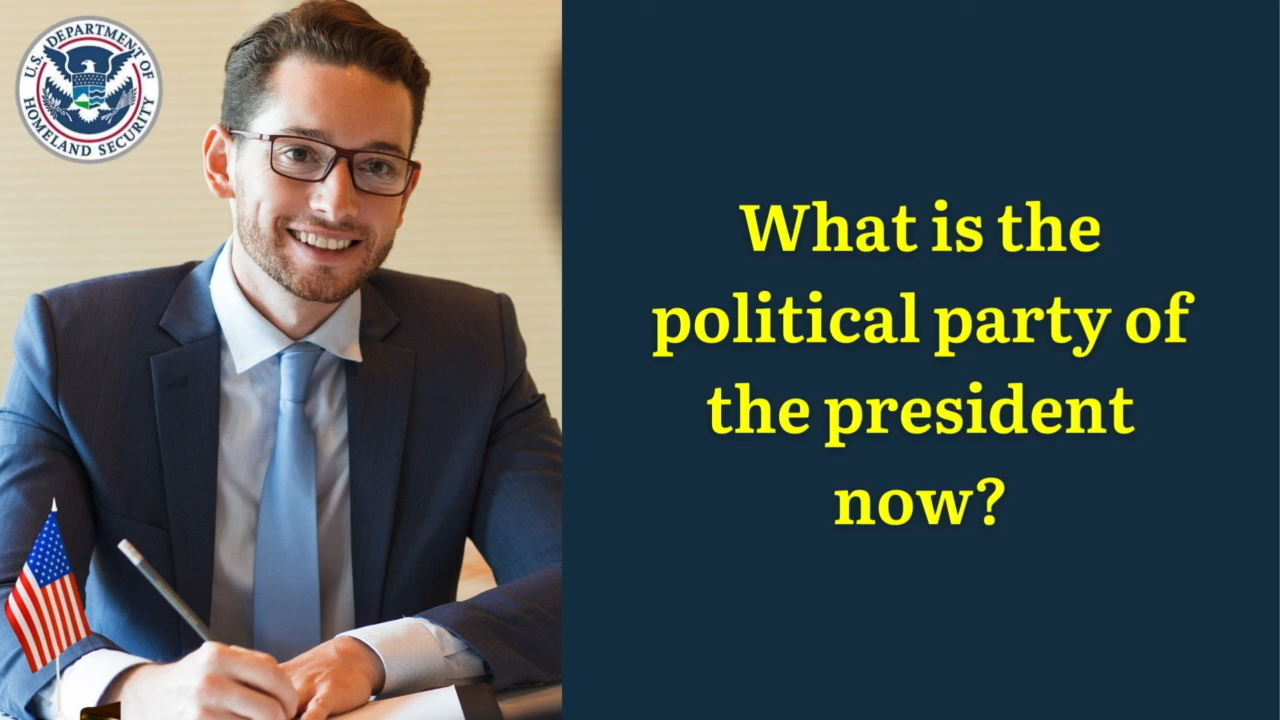 U.S. DEPARTMENT OF
HOMELAND SECURITY
What is the
political party of
the president
now?